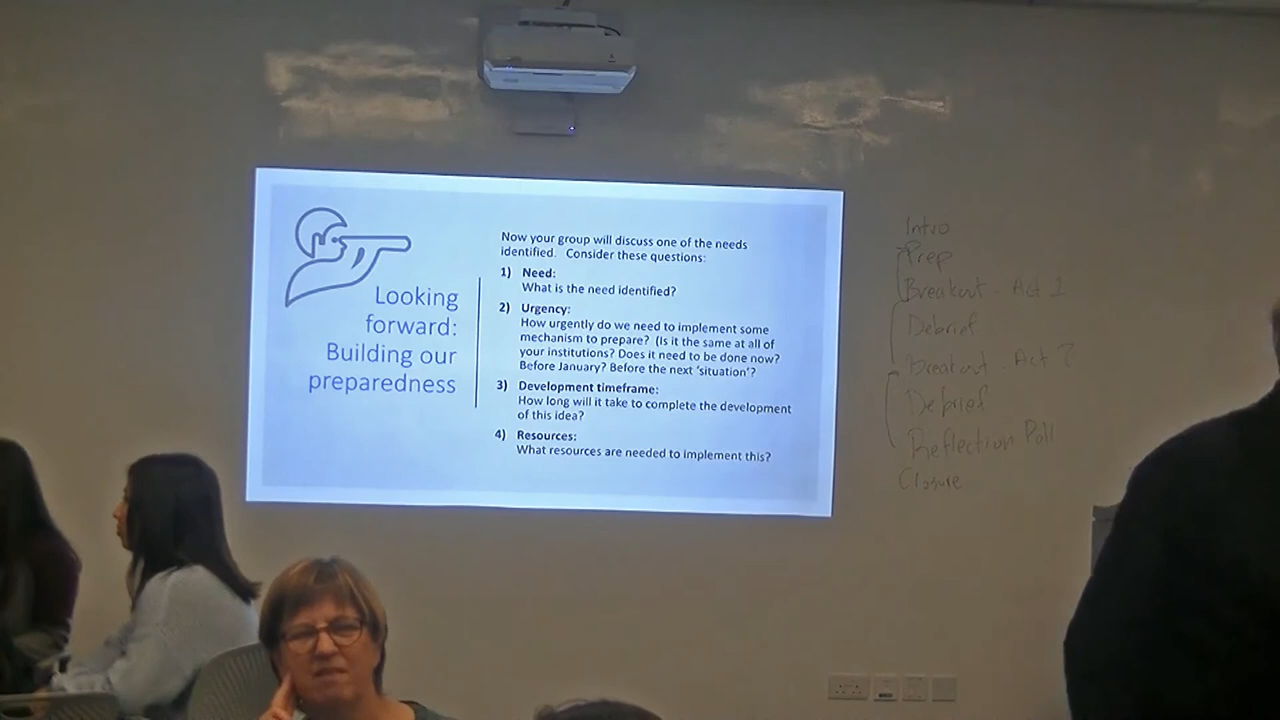 Looking
forward:
Building our
preparedness
Now your group will discuss one of the needs
identified. Consider these questions:
1) Need:
What is the need identified?
2) Urgency:
How urgently do we need to implement some
mechanism to prepare? (Is it the same at all of
your institutions? Does it need to be done now?
Before January? Before the next 'situation'?
3) Development timeframe:
How long will it take to complete the development
of this idea?
4) Resources:
What resources are needed to implement this?
Intro
Prep
Breakout - Act 1
Debrief
Breakout - Act 2
Debrief
Reflection Poll
Closure